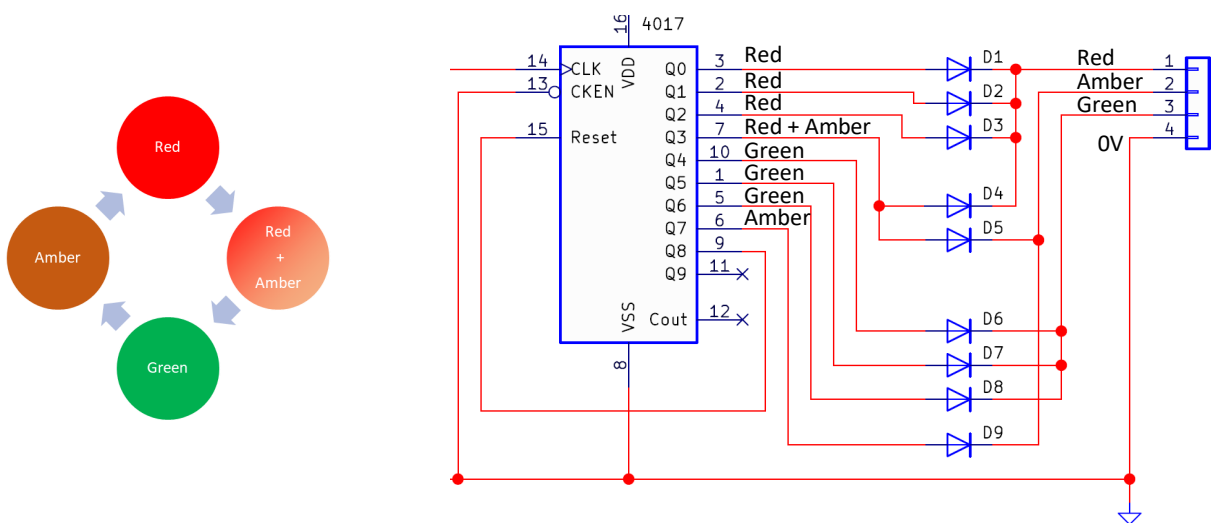 Red
Red
+
Amber
Green
Amber
4017
16
VDD
14
CLK
13
CKEN
15
Reset
Q0 3 Red
Q1 2 Red
Q2 4 Red
Q3 7 Red + Amber
Q4 10 Green
Q5 1 Green
Q6 5 Green
Q7 6 Amber
Q8 9
Q9 11
Cout 12
VSS
8
D1
D2
D3
D4
D5
D6
D7
D8
D9
Red 1
Amber 2
Green 3
0V 4